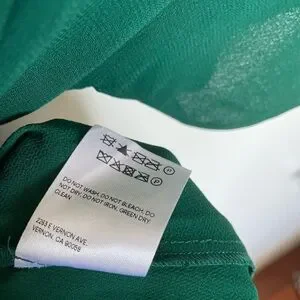 P
P
DO NOT WASH, DO NOT BLEACH, DO
NOT DRY, DO NOT IRON, GREEN DRY
CLEAN.
2263 E VERNON AVE.
VERNON, CA 90058